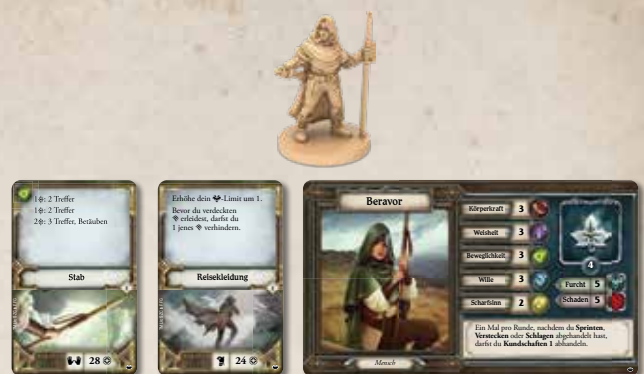 1: 2 Treffer
1: 2 Treffer
2: 3 Treffer, Betäuben
Stab
28
Erhöhe dein -Limit um 1.
Bevor du verdeckten
erleidest, darfst du
1 jenes verhindern.
Reisekleidung
24
Beravor
Körperkraft 3
Weisheit 3
Beweglichkeit 3
Wille 3
Scharfsinn 2
4
Furcht 5
Schaden 5
Ein Mal pro Runde, nachdem du Sprinten,
Verstecken oder Schlagen abgehandelt hast,
darfst du Kundschaften 1 abhandeln.
Mensch